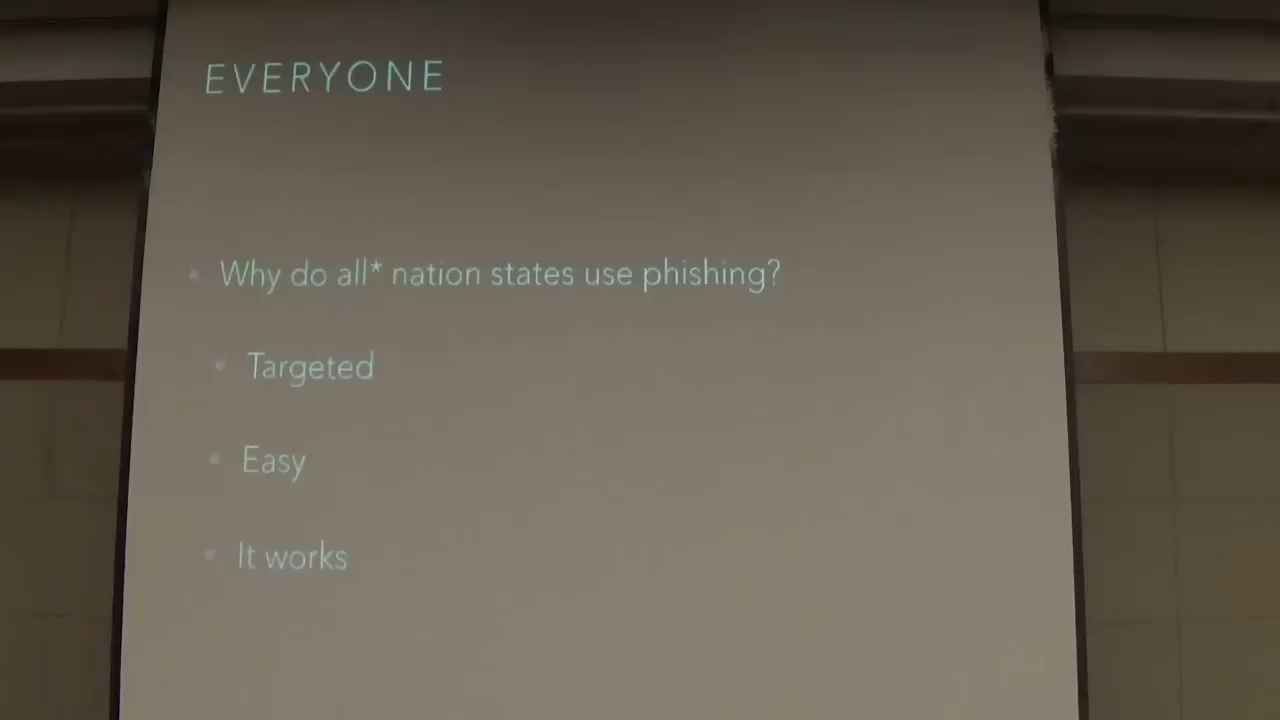 EVERYONE
Why do all* nation states use phishing?
Targeted
Easy
It works